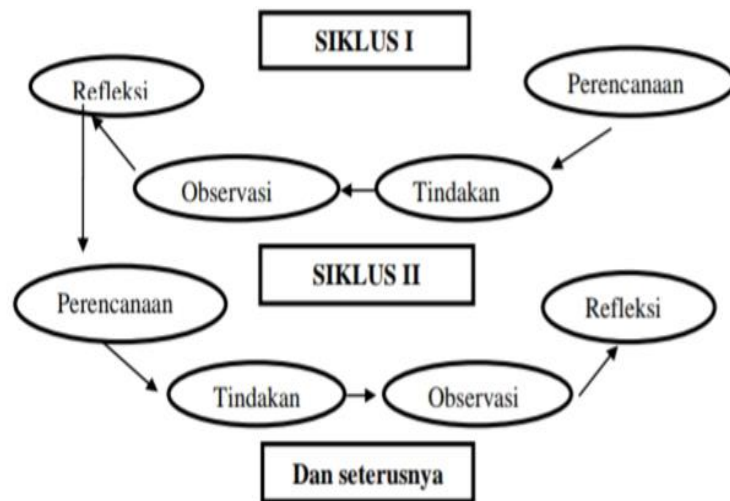 SIKLUS I
Perencanaan
Refleksi
Tindakan
Observasi
SIKLUS II
Perencanaan
Refleksi
Tindakan
Observasi
Dan seterusnya